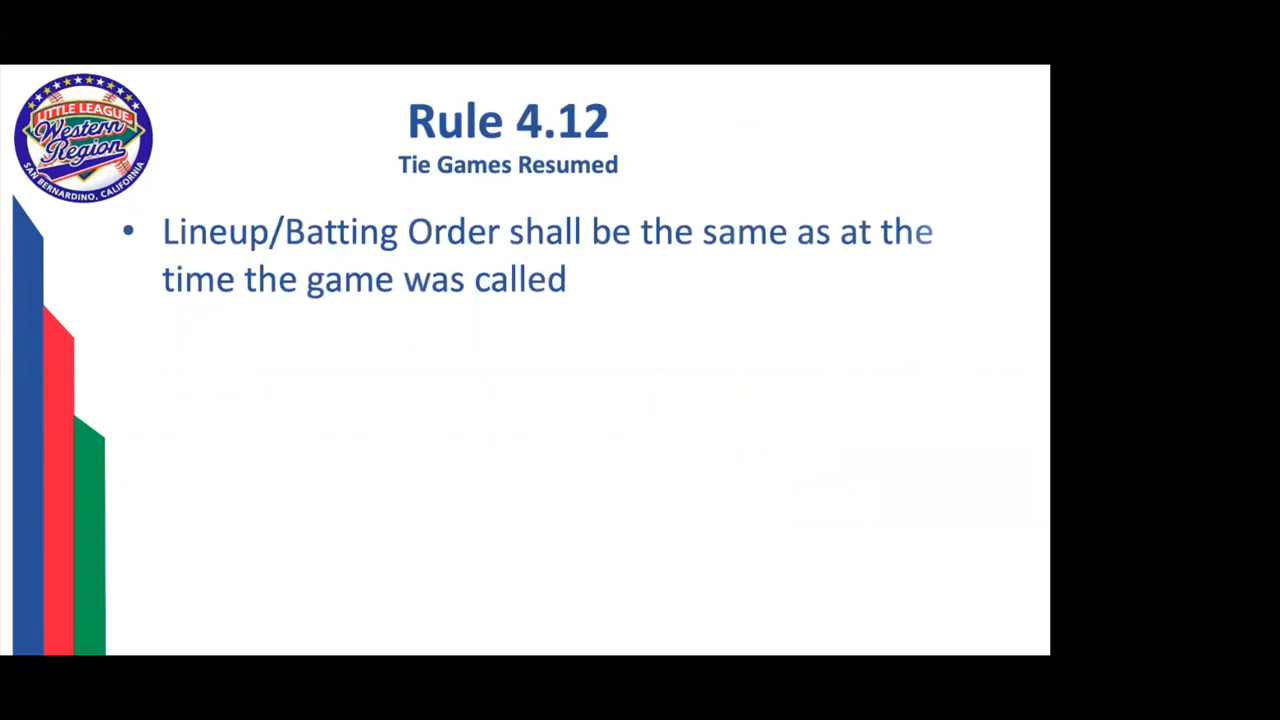 LITTLE LEAGUE
Western
Region
SAN BERNARDINO, CALIFORNIA
Rule 4.12
Tie Games Resumed
• Lineup/Batting Order shall be the same as at the
time the game was called